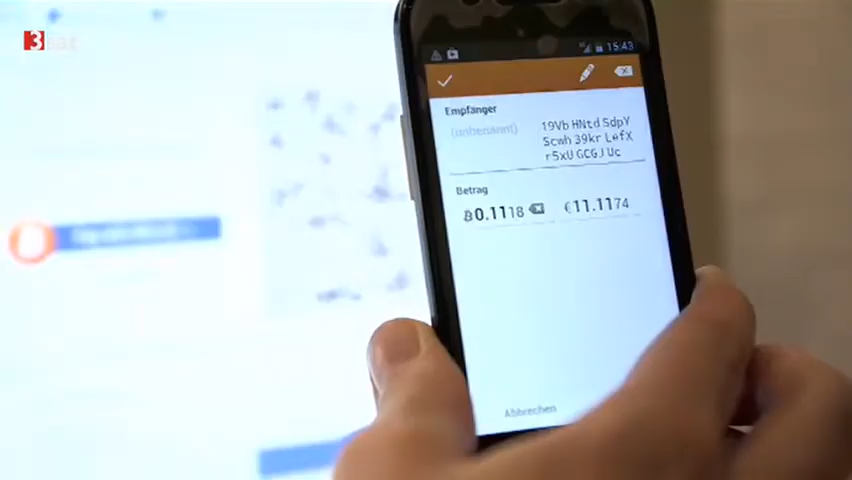 3sat
15:43
Empfänger
(unbenannt)
19Vb HNtd SdpY
Scwh 39kr LefX
r5xU GCGJ Uc
Betrag
฿0.1118 €11.1174
Abbrechen